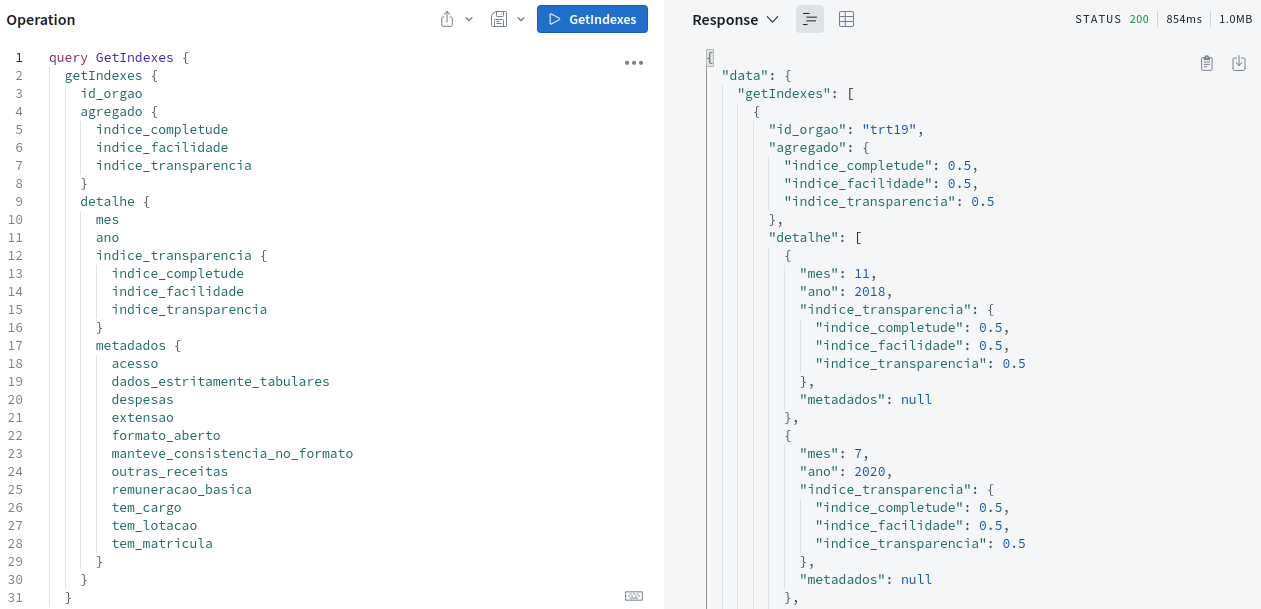 Operation
GetIndexes
1 query GetIndexes {
2 getIndexes {
3 id_orgao
4 agregado {
5 indice_completude
6 indice_facilidade
7 indice_transparencia
8 }
9 detalhe {
10 mes
11 ano
12 indice_transparencia {
13 indice_completude
14 indice_facilidade
15 indice_transparencia
16 }
17 metadados {
18 acesso
19 dados_estritamente_tabulares
20 despesas
21 extensao
22 formato_aberto
23 manteve_consistencia_no_formato
24 outras_receitas
25 remuneracao_basica
26 tem_cargo
27 tem_lotacao
28 tem_matricula
29 }
30 }
31 }
Response
STATUS 200 854ms 1.0MB
{
"data": {
"getIndexes": [
{
"id_orgao": "trt19",
"agregado": {
"indice_completude": 0.5,
"indice_facilidade": 0.5,
"indice_transparencia": 0.5
},
"detalhe": [
{
"mes": 11,
"ano": 2018,
"indice_transparencia": {
"indice_completude": 0.5,
"indice_facilidade": 0.5,
"indice_transparencia": 0.5
},
"metadados": null
},
{
"mes": 7,
"ano": 2020,
"indice_transparencia": {
"indice_completude": 0.5,
"indice_facilidade": 0.5,
"indice_transparencia": 0.5
},
"metadados": null
},